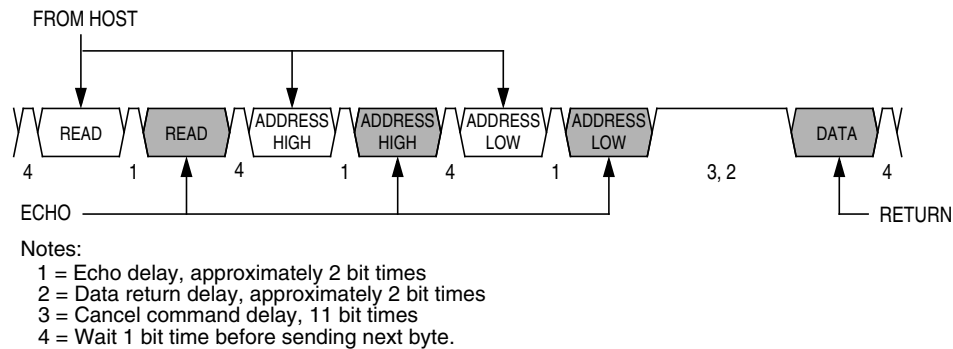 FROM HOST
READ READ ADDRESS HIGH ADDRESS HIGH ADDRESS LOW ADDRESS LOW DATA
4 1 4 1 4 1 3, 2 4
ECHO RETURN
Notes:
1 = Echo delay, approximately 2 bit times
2 = Data return delay, approximately 2 bit times
3 = Cancel command delay, 11 bit times
4 = Wait 1 bit time before sending next byte.